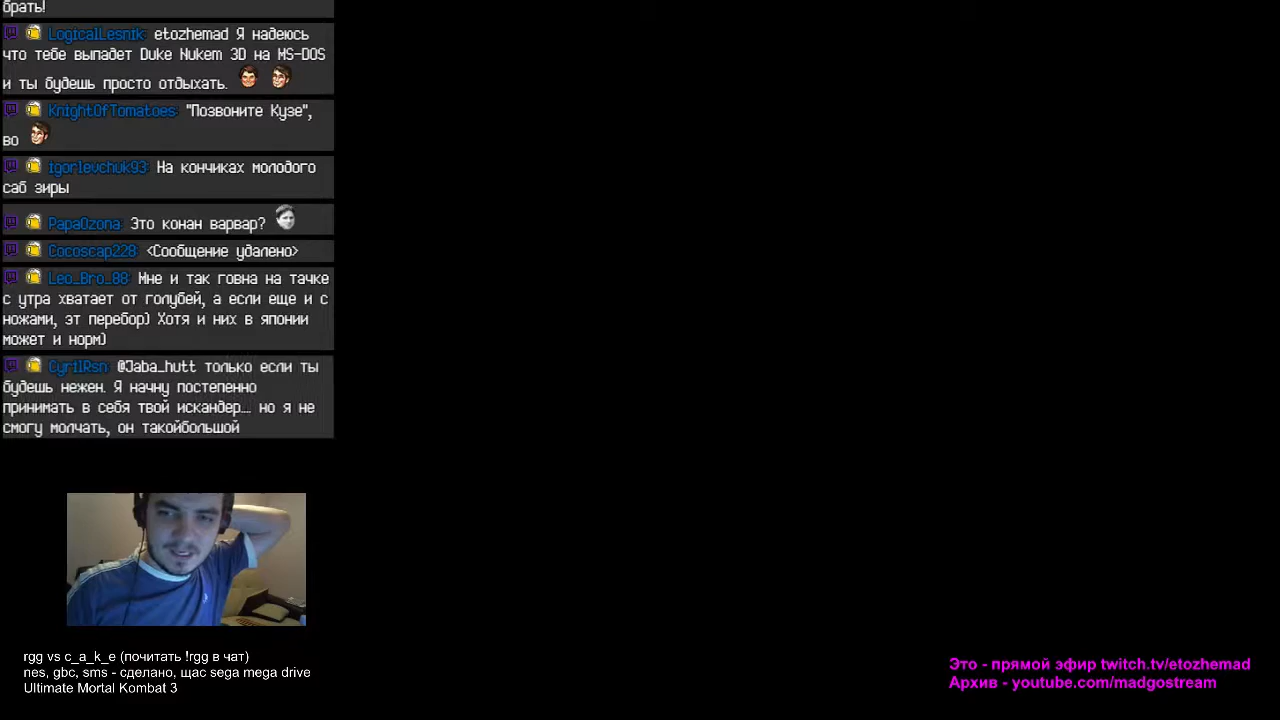 брать!
LogicalLesnik: etozhemad Я надеюсь
что тебе выпадет Duke Nukem 3D на MS-DOS
и ты будешь просто отдыхать.
KnightOfTomatoes: "Позвоните Кузе",
во
igorlevchuk93: На кончиках молодого
саб зиры
PapaOzona: Это конан варвар?
Cocoscap228: <Сообщение удалено>
Leo_Bro_88: Мне и так говна на тачке
с утра хватает от голубей, а если еще и с
ножами, эт перебор) Хотя и них в японии
может и норм)
Cyr1lRsn: @Jaba_hutt только если ты
будешь нежен. Я начну постепенно
принимать в себя твой искандер... но я не
смогу молчать, он такойбольшой
rgg vs c_a_k_e (почитать !rgg в чат)
nes, gbc, sms - сделано, щас sega mega drive
Ultimate Mortal Kombat 3
Это - прямой эфир twitch.tv/etozhemad
Архив - youtube.com/madgostream